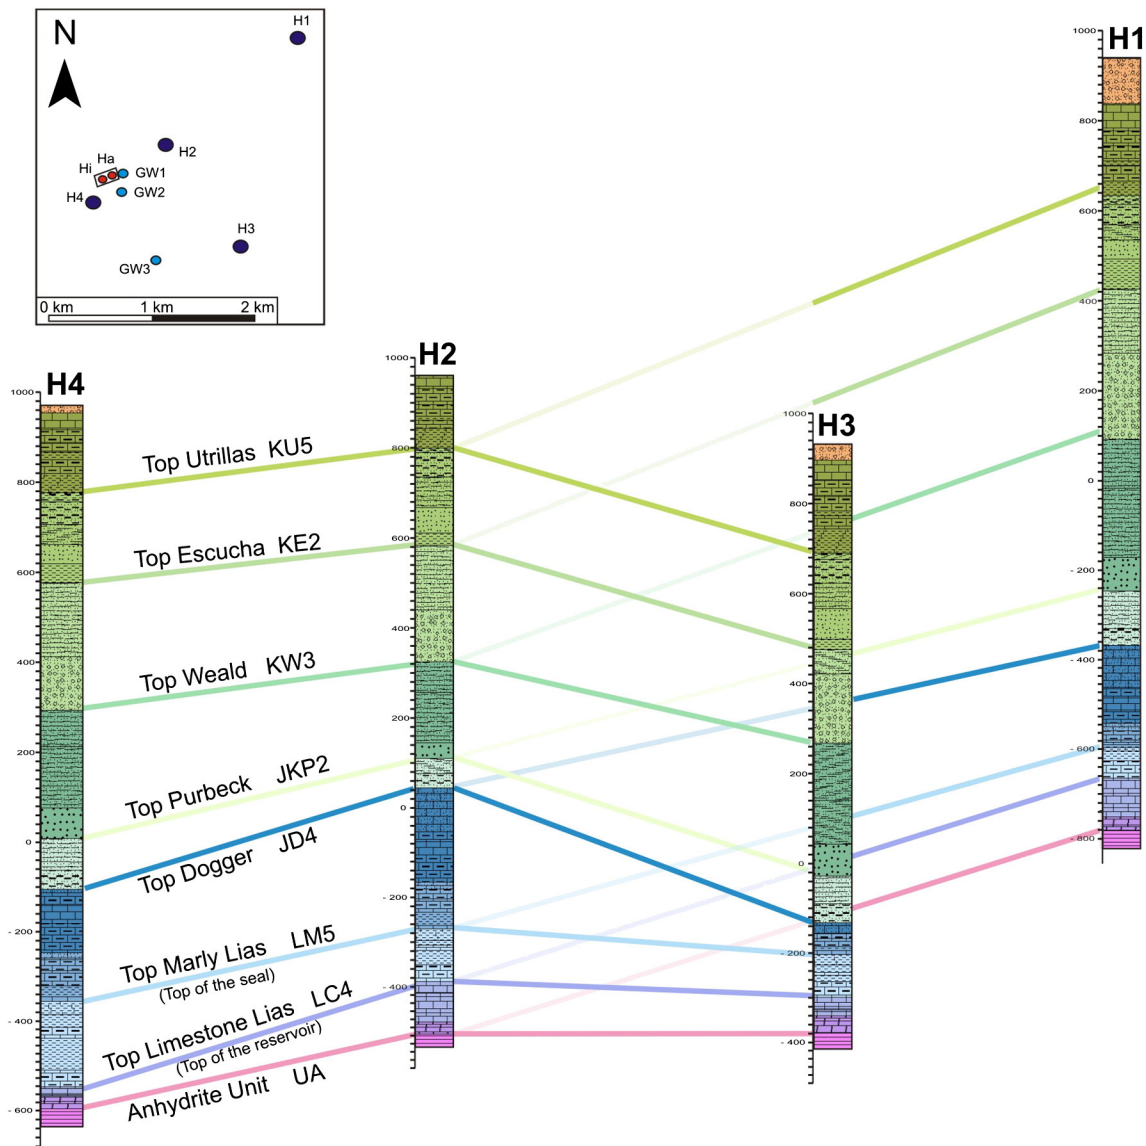 N
H1
H2
Ha
Hi
GW1
GW2
H4
H3
GW3
0 km 1 km 2 km
H1
1000
800
600
400
200
0
- 200
- 400
- 600
- 800
H2
1000
800
600
400
200
0
- 200
- 400
H4
1000
800
600
400
200
0
- 200
- 400
- 600
H3
1000
800
600
400
200
0
- 200
- 400
Top Utrillas KU5
Top Escucha KE2
Top Weald KW3
Top Purbeck JKP2
Top Dogger JD4
Top Marly Lias LM5
(Top of the seal)
Top Limestone Lias LC4
(Top of the reservoir)
Anhydrite Unit UA